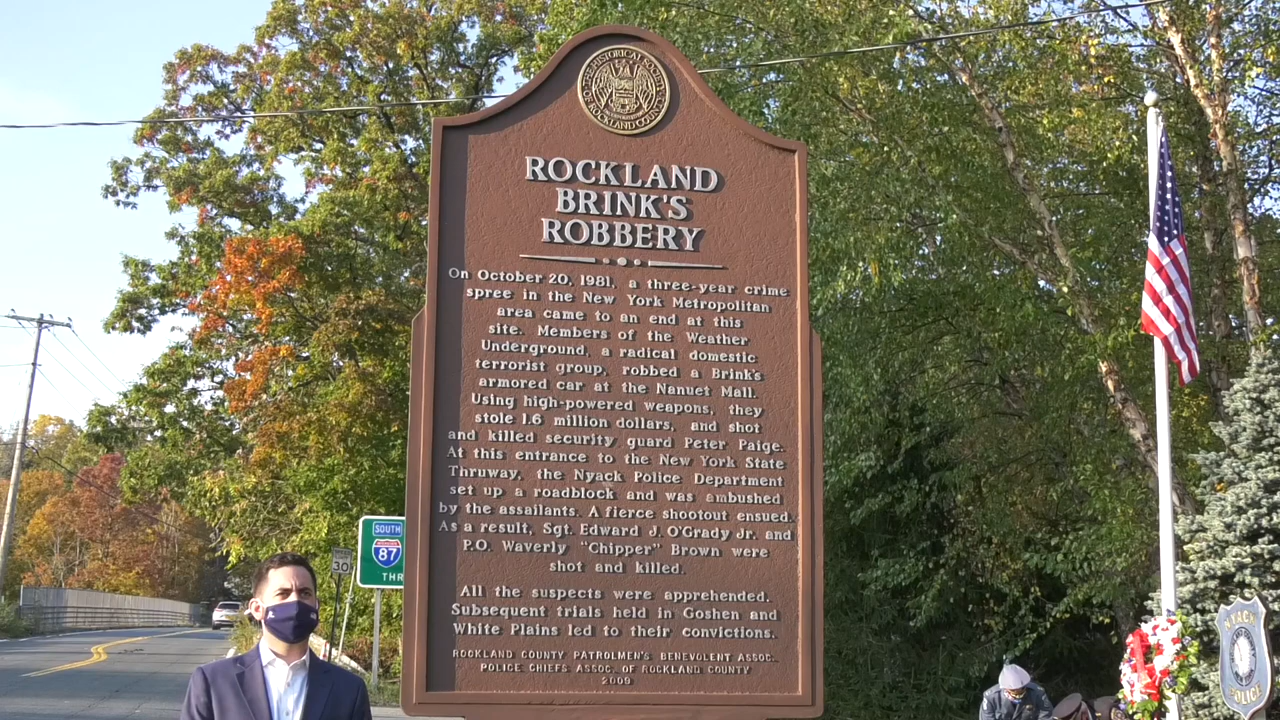 THE HISTORICAL SOCIETY
OF ROCKLAND COUNTY
ROCKLAND
BRINK'S
ROBBERY
On October 20, 1981, a three-year crime
spree in the New York Metropolitan
area came to an end at this
site. Members of the Weather
Underground, a radical domestic
terrorist group, robbed a Brink's
armored car at the Nanuet Mall.
Using high-powered weapons, they
stole 1.6 million dollars, and shot
and killed security guard Peter Paige.
At this entrance to the New York State
Thruway, the Nyack Police Department
set up a roadblock and was ambushed
by the assailants. A fierce shootout ensued.
As a result, Sgt. Edward J. O'Grady Jr. and
P.O. Waverly "Chipper" Brown were
shot and killed.
All the suspects were apprehended.
Subsequent trials held in Goshen and
White Plains led to their convictions.
ROCKLAND COUNTY PATROLMEN'S BENEVOLENT ASSOC.
POLICE CHIEFS ASSOC. OF ROCKLAND COUNTY
2009
SOUTH
87
THR
SPEED
LIMIT
30
NYACK
POLICE